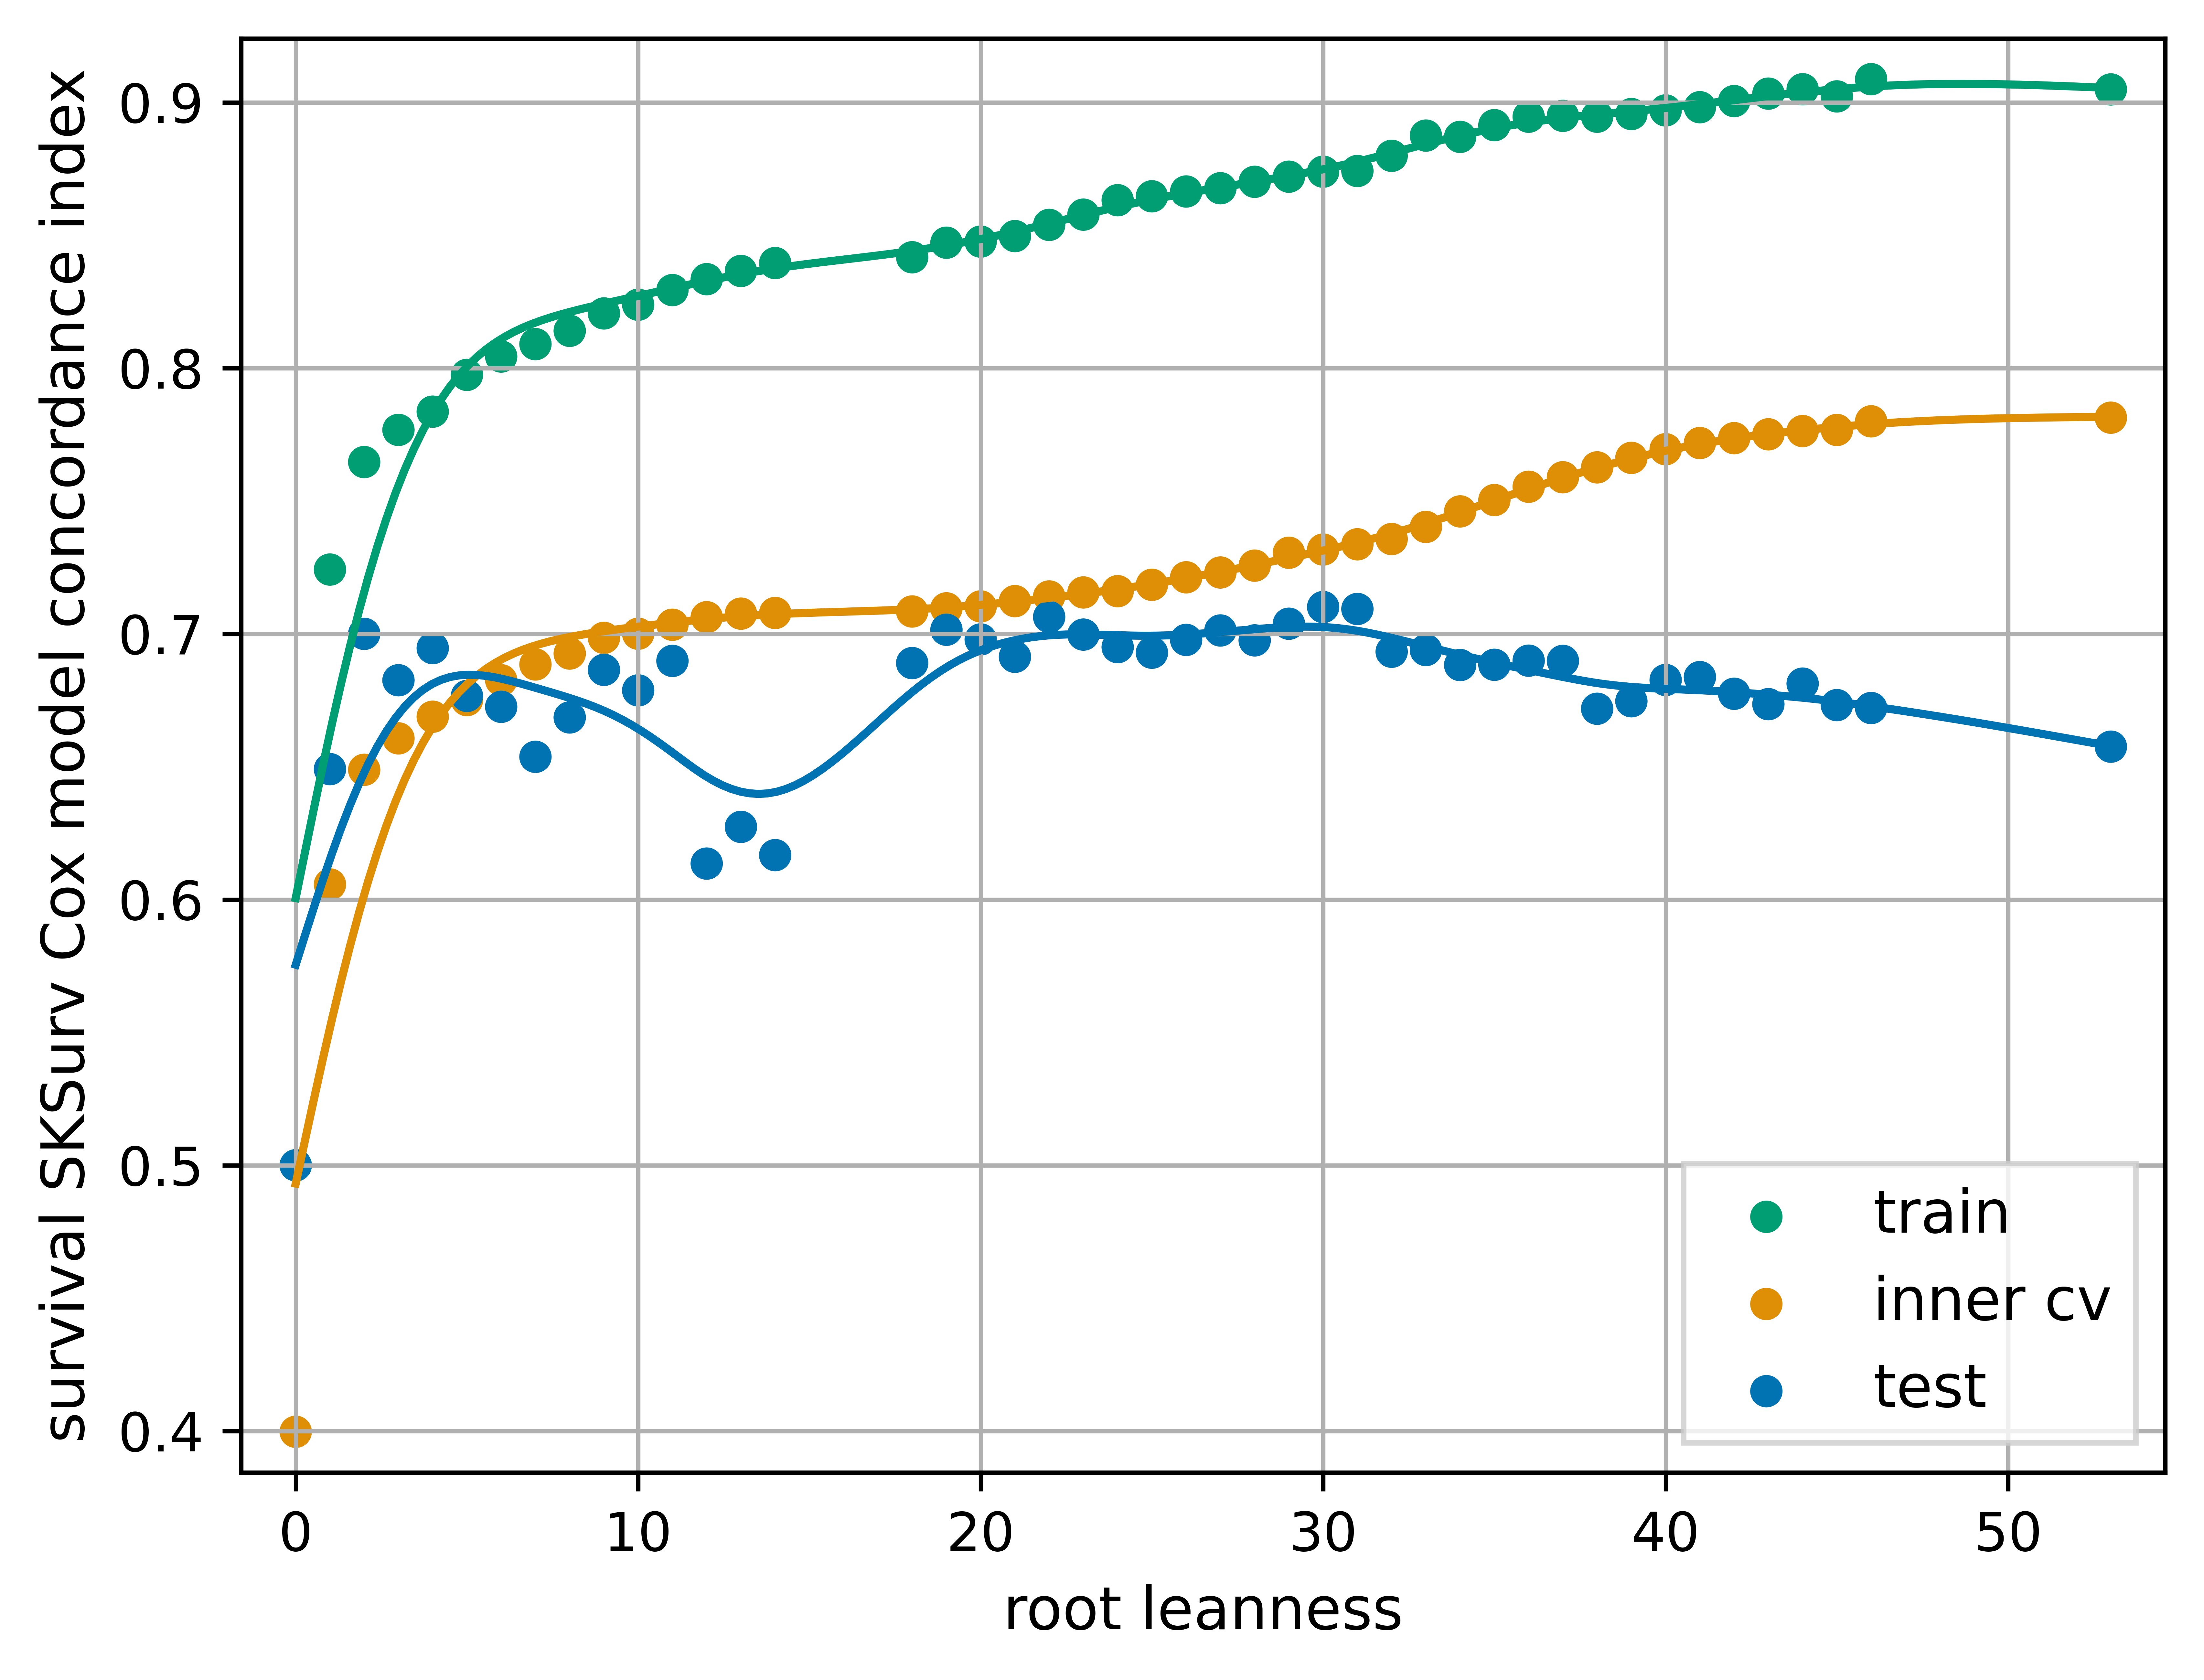 survival SKSurv Cox model concordance index
0.9
0.8
0.7
0.6
0.5
0.4
train
inner cv
test
0 10 20 30 40 50
root leanness